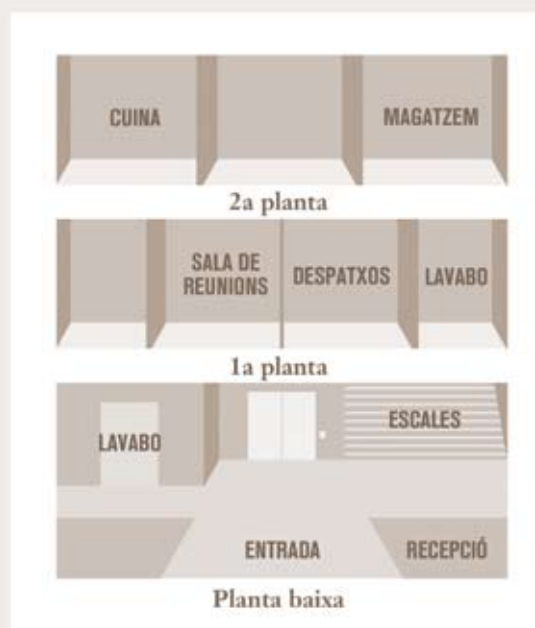 CUINA
MAGATZEM
2a planta
SALA DE
REUNIONS
DESPATXOS
LAVABO
1a planta
LAVABO
ESCALES
ENTRADA
RECEPCIÓ
Planta baixa